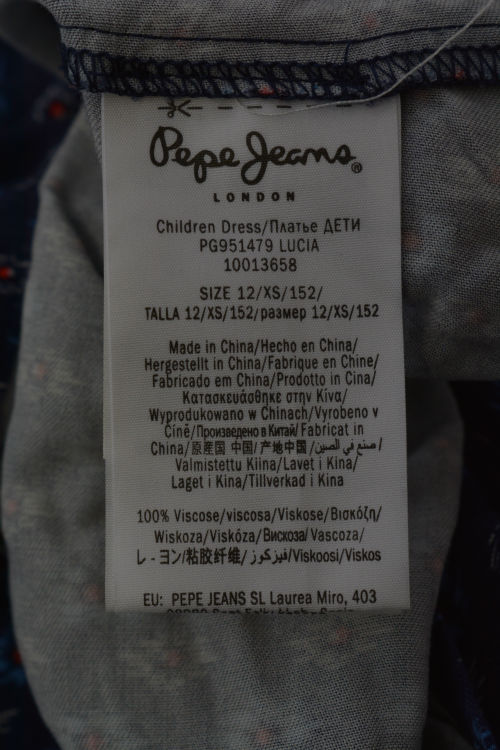 Pepe Jeans®
LONDON
Children Dress/Платье ДЕТИ
PG951479 LUCIA
10013658
SIZE 12/XS/152/
TALLA 12/XS/152/размер 12/XS/152
Made in China/Hecho en China/
Hergestellt in China/Fabrique en Chine/
Fabricado em China/Prodotto in Cina/
Κατασκευάσθηκε στην Κίνα/
Wyprodukowano w Chinach/Vyrobeno v
Čině/Произведено в Китай/Fabricat in
China/原産国 中国/产地中国/صنع في الصين/
Valmistettu Kiina/Lavet i Kina/
Laget i Kina/Tillverkad i Kina
100% Viscose/viscosa/Viskose/Βισκόζη/
Wiskoza/Viskóza/Вискоза/Vascoza/
レ-ヨン/粘胶纤维/فيزكوز/Viskoosi/Viskos
EU: PEPE JEANS SL Laurea Miro, 403